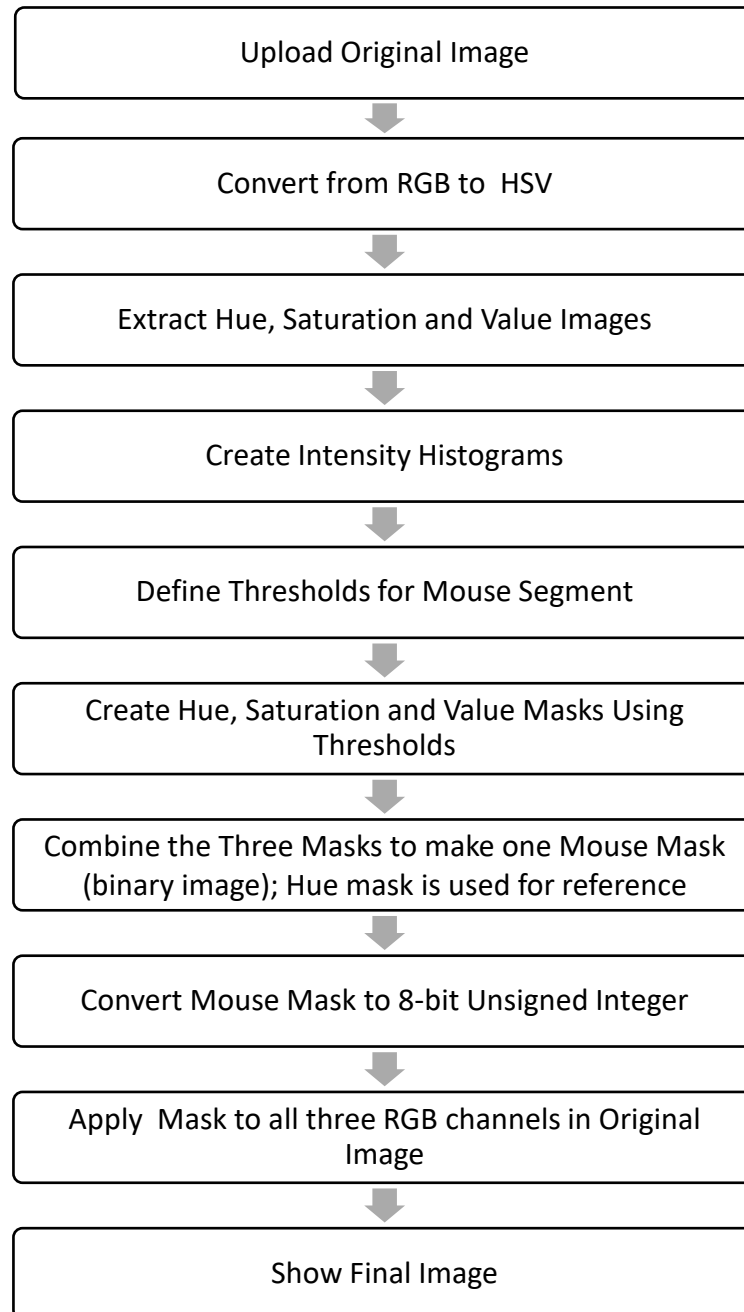 Upload Original Image
Convert from RGB to HSV
Extract Hue, Saturation and Value Images
Create Intensity Histograms
Define Thresholds for Mouse Segment
Create Hue, Saturation and Value Masks Using
Thresholds
Combine the Three Masks to make one Mouse Mask
(binary image); Hue mask is used for reference
Convert Mouse Mask to 8-bit Unsigned Integer
Apply Mask to all three RGB channels in Original
Image
Show Final Image